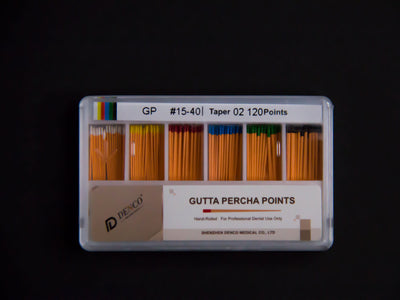 GP #15-40 Taper 02 120Points
DENCO
GUTTA PERCHA POINTS
Hand-Rolled For Professional Dental Use Only
SHENZHEN DENCO MEDICAL CO., LTD